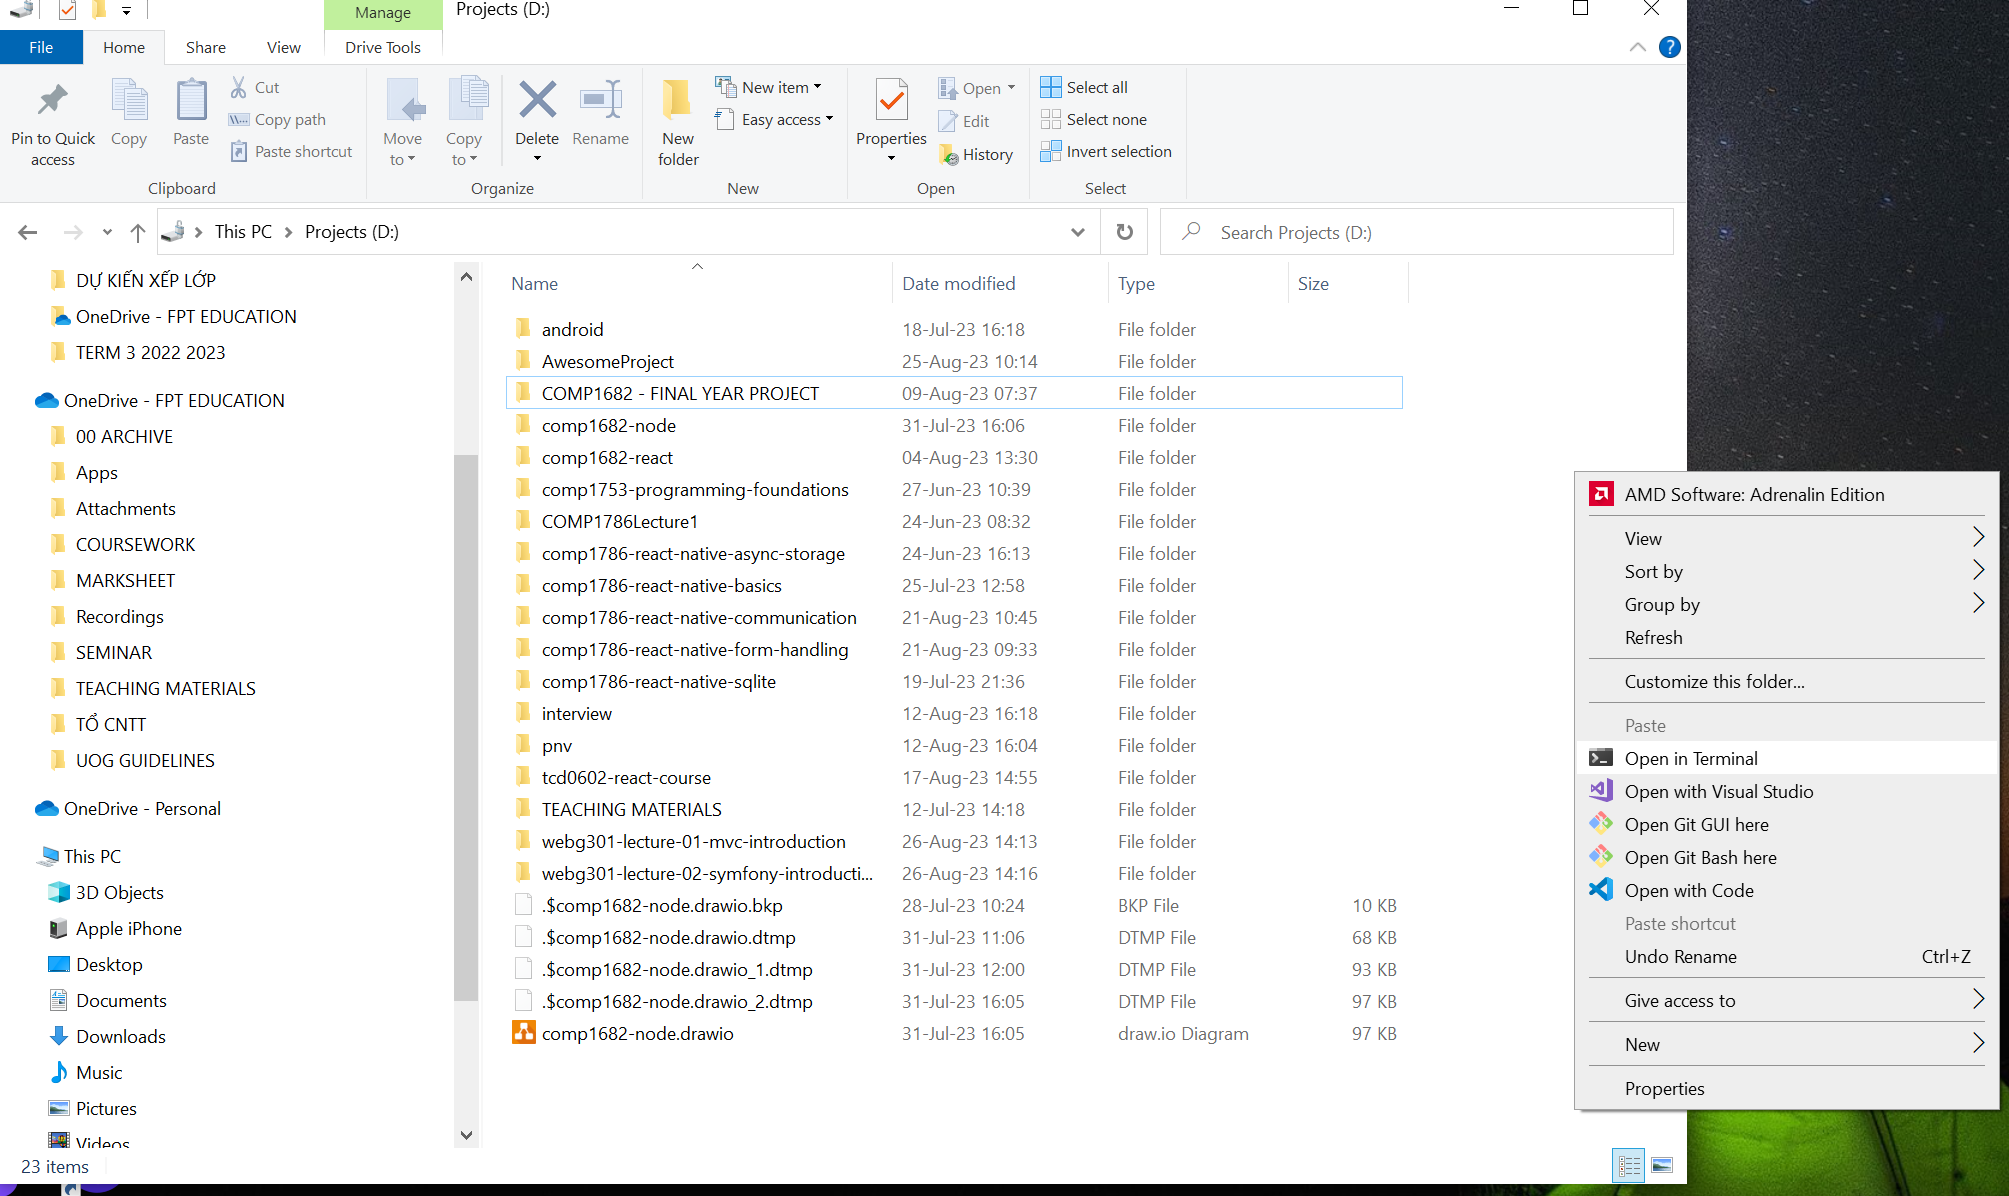 Manage
Projects (D:)
File
Home
Share
View
Drive Tools
?
Pin to Quick access
Copy
Paste
Cut
Copy path
Paste shortcut
Clipboard
Move to
Copy to
Delete
Rename
Organize
New folder
New item
Easy access
New
Properties
Open
Edit
History
Open
Select all
Select none
Invert selection
Select
This PC
Projects (D:)
Search Projects (D:)
DỰ KIẾN XẾP LỚP
OneDrive - FPT EDUCATION
TERM 3 2022 2023
OneDrive - FPT EDUCATION
00 ARCHIVE
Apps
Attachments
COURSEWORK
MARKSHEET
Recordings
SEMINAR
TEACHING MATERIALS
TỔ CNTT
UOG GUIDELINES
OneDrive - Personal
This PC
3D Objects
Apple iPhone
Desktop
Documents
Downloads
Music
Pictures
Videos
Name Date modified Type Size
android 18-Jul-23 16:18 File folder
AwesomeProject 25-Aug-23 10:14 File folder
COMP1682 - FINAL YEAR PROJECT 09-Aug-23 07:37 File folder
comp1682-node 31-Jul-23 16:06 File folder
comp1682-react 04-Aug-23 13:30 File folder
comp1753-programming-foundations 27-Jun-23 10:39 File folder
COMP1786Lecture1 24-Jun-23 08:32 File folder
comp1786-react-native-async-storage 24-Jun-23 16:13 File folder
comp1786-react-native-basics 25-Jul-23 12:58 File folder
comp1786-react-native-communication 21-Aug-23 10:45 File folder
comp1786-react-native-form-handling 21-Aug-23 09:33 File folder
comp1786-react-native-sqlite 19-Jul-23 21:36 File folder
interview 12-Aug-23 16:18 File folder
pnv 12-Aug-23 16:04 File folder
tcd0602-react-course 17-Aug-23 14:55 File folder
TEACHING MATERIALS 12-Jul-23 14:18 File folder
webg301-lecture-01-mvc-introduction 26-Aug-23 14:13 File folder
webg301-lecture-02-symfony-introducti... 26-Aug-23 14:16 File folder
.$comp1682-node.drawio.bkp 28-Jul-23 10:24 BKP File 10 KB
.$comp1682-node.drawio.dtmp 31-Jul-23 11:06 DTMP File 68 KB
.$comp1682-node.drawio_1.dtmp 31-Jul-23 12:00 DTMP File 93 KB
.$comp1682-node.drawio_2.dtmp 31-Jul-23 16:05 DTMP File 97 KB
comp1682-node.drawio 31-Jul-23 16:05 draw.io Diagram 97 KB
AMD Software: Adrenalin Edition
View
Sort by
Group by
Refresh
Customize this folder...
Paste
Open in Terminal
Open with Visual Studio
Open Git GUI here
Open Git Bash here
Open with Code
Paste shortcut
Undo Rename Ctrl+Z
Give access to
New
Properties
23 items